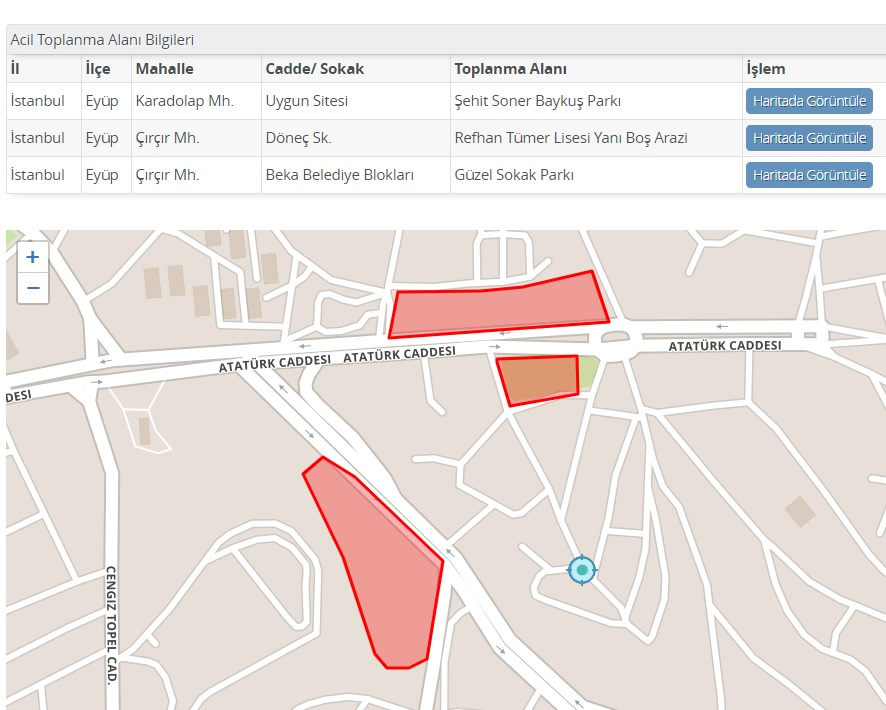 Acil Toplanma Alanı Bilgileri
İl İlçe Mahalle Cadde/ Sokak Toplanma Alanı İşlem
İstanbul Eyüp Karadolap Mh. Uygun Sitesi Şehit Soner Baykuş Parkı Haritada Görüntüle
İstanbul Eyüp Çırçır Mh. Döneç Sk. Refhan Tümer Lisesi Yanı Boş Arazi Haritada Görüntüle
İstanbul Eyüp Çırçır Mh. Beka Belediye Blokları Güzel Sokak Parkı Haritada Görüntüle
+
−
ATATÜRK CADDESİ ATATÜRK CADDESİ ATATÜRK CADDESİ
DESİ
CENGIZ TOPEL CAD.